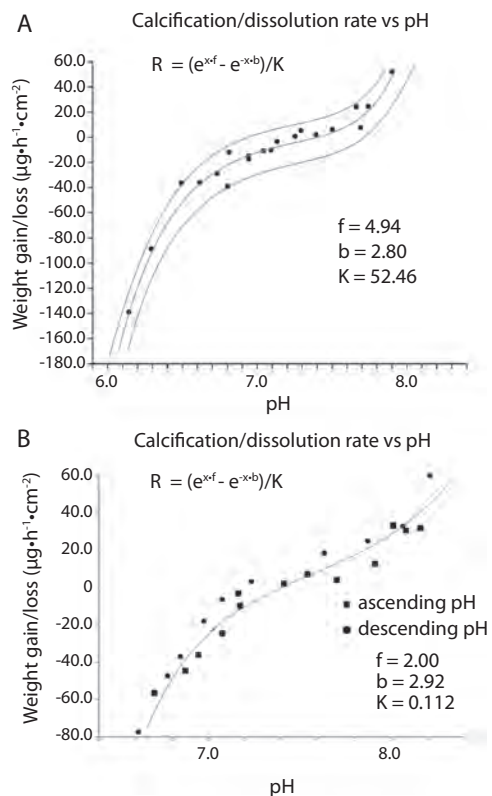 A
Calcification/dissolution rate vs pH
R = (e^x•f - e^-x•b)/K
Weight gain/loss (µg•h^-1•cm^-2)
60.0
40.0
20.0
0
-20.0
-40.0
-60.0
-80.0
-100.0
-120.0
-140.0
-160.0
-180.0
f = 4.94
b = 2.80
K = 52.46
6.0 7.0 8.0
pH
B
Calcification/dissolution rate vs pH
R = (e^x•f - e^-x•b)/K
Weight gain/loss (µg•h^-1•cm^-2)
60.0
40.0
20.0
0
-20.0
-40.0
-60.0
-80.0
ascending pH
descending pH
f = 2.00
b = 2.92
K = 0.112
7.0 8.0
pH